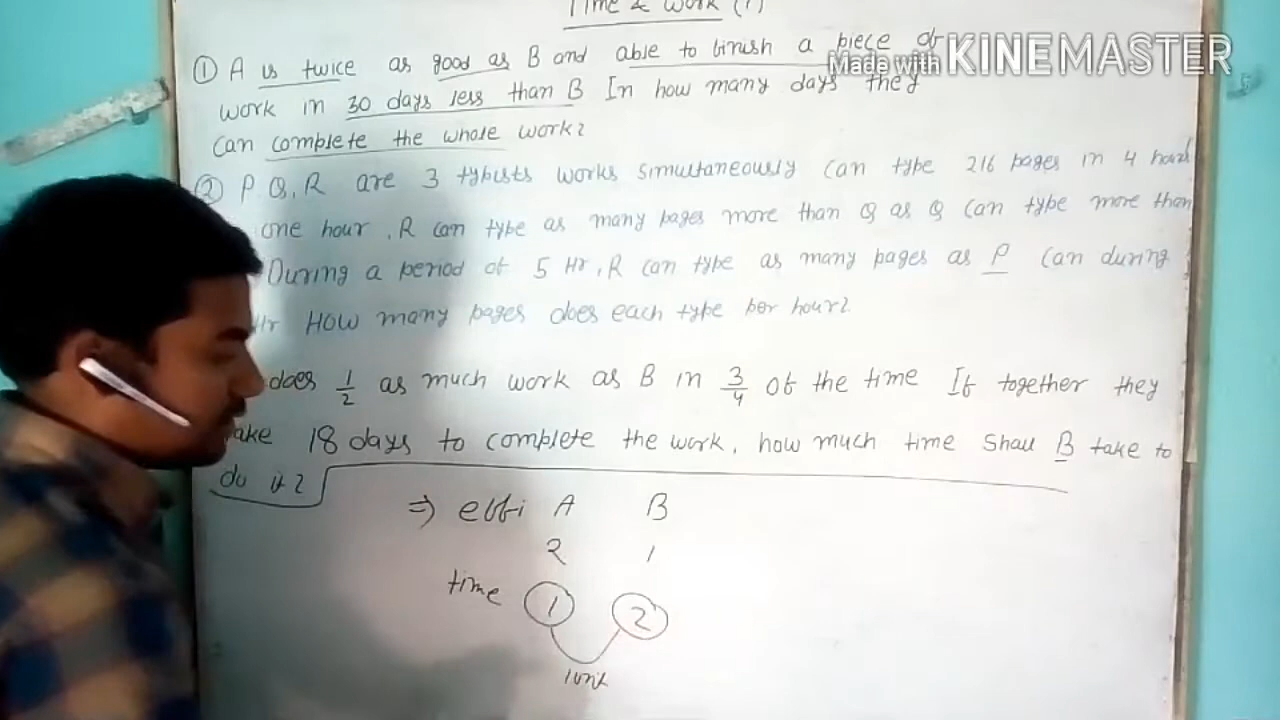 Time & Work (1)
① A is twice as good as B and able to finish a piece of
Made with KINEMASTER
work in 30 days less than B In how many days they
can complete the whole work?
② P Q, R are 3 typists works simultaneously can type 216 pages in 4 hour
one hour, R can type as many pages more than Q as Q can type more than
During a period of 5 Hr, R can type as many pages as P can during
Hr How many pages does each type per hour?
does 1/2 as much work as B in 3/4 of the time If together they
take 18 days to complete the work, how much time shall B take to
do it?
⇒ effi A B
2 1
time 1 2
1 unit